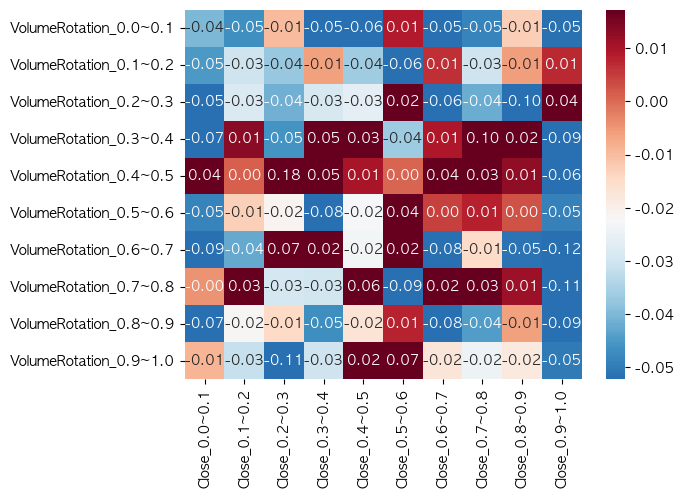 VolumeRotation_0.0~0.1 -0.04 -0.05 -0.01 -0.05 -0.06 0.01 -0.05 -0.05 -0.01 -0.05
VolumeRotation_0.1~0.2 -0.05 -0.03 -0.04 -0.01 -0.04 -0.06 0.01 -0.03 -0.01 0.01
VolumeRotation_0.2~0.3 -0.05 -0.03 -0.04 -0.03 -0.03 0.02 -0.06 -0.04 -0.10 0.04
VolumeRotation_0.3~0.4 -0.07 0.01 -0.05 0.05 0.03 -0.04 0.01 0.10 0.02 -0.09
VolumeRotation_0.4~0.5 0.04 0.00 0.18 0.05 0.01 0.00 0.04 0.03 0.01 -0.06
VolumeRotation_0.5~0.6 -0.05 -0.01 -0.02 -0.08 -0.02 0.04 0.00 0.01 0.00 -0.05
VolumeRotation_0.6~0.7 -0.09 -0.04 0.07 0.02 -0.02 0.02 -0.08 -0.01 -0.05 -0.12
VolumeRotation_0.7~0.8 -0.00 0.03 -0.03 -0.03 0.06 -0.09 0.02 0.03 0.01 -0.11
VolumeRotation_0.8~0.9 -0.07 -0.02 -0.01 -0.05 -0.02 0.01 -0.08 -0.04 -0.01 -0.09
VolumeRotation_0.9~1.0 -0.01 -0.03 -0.11 -0.03 0.02 0.07 -0.02 -0.02 -0.02 -0.05
Close_0.0~0.1
Close_0.1~0.2
Close_0.2~0.3
Close_0.3~0.4
Close_0.4~0.5
Close_0.5~0.6
Close_0.6~0.7
Close_0.7~0.8
Close_0.8~0.9
Close_0.9~1.0
0.01
0.00
-0.01
-0.02
-0.03
-0.04
-0.05